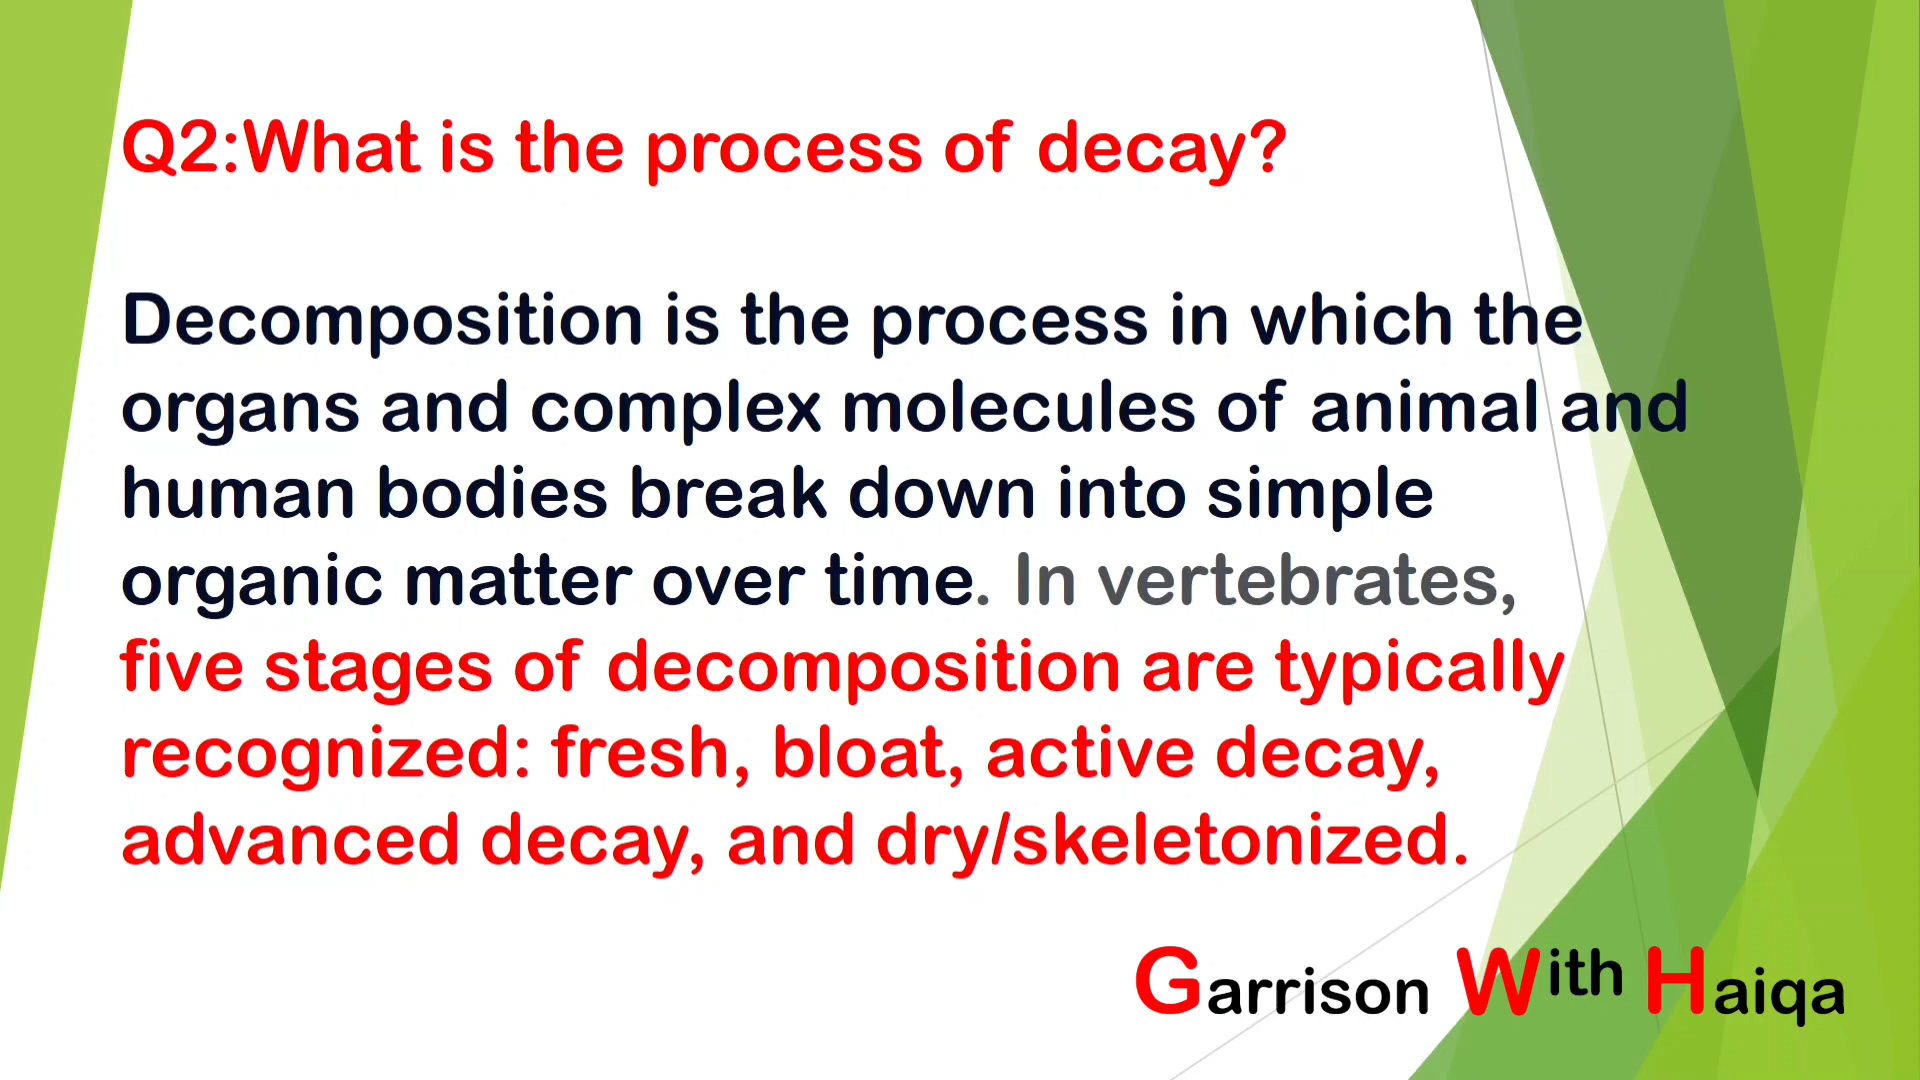 Q2:What is the process of decay?
Decomposition is the process in which the
organs and complex molecules of animal and
human bodies break down into simple
organic matter over time. In vertebrates,
five stages of decomposition are typically
recognized: fresh, bloat, active decay,
advanced decay, and dry/skeletonized.
Garrison With Haiqa